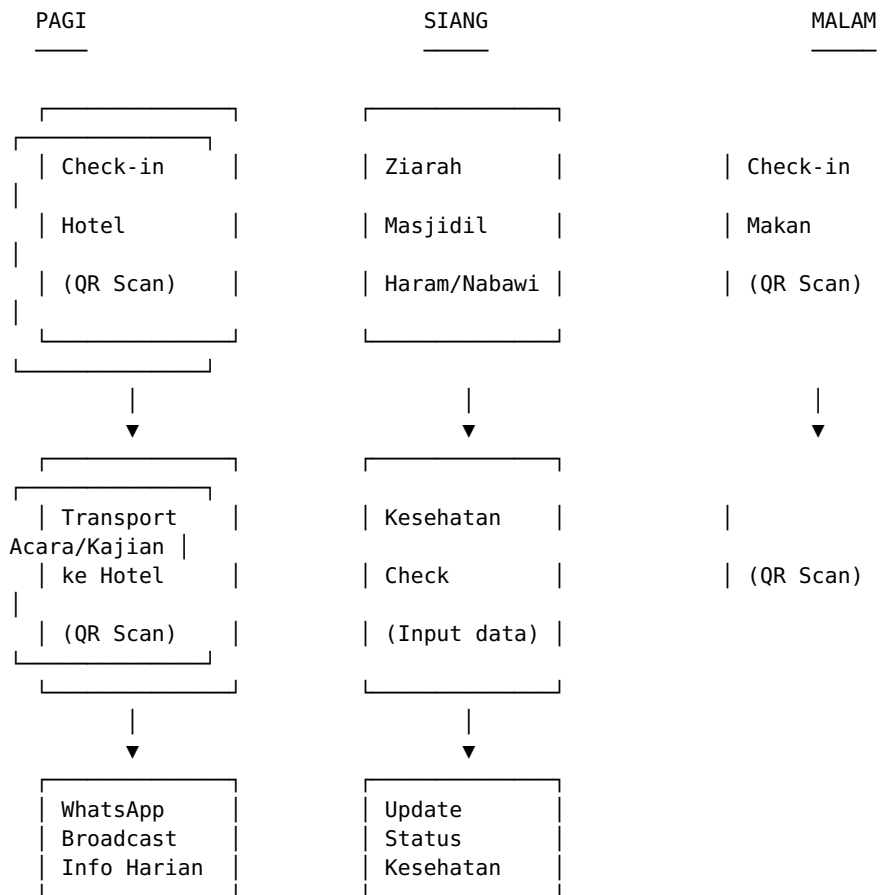 PAGI SIANG MALAM
Check-in Ziarah Check-in
Hotel Masjidil Makan
(QR Scan) Haram/Nabawi (QR Scan)
Transport Kesehatan
Acara/Kajian
ke Hotel Check (QR Scan)
(QR Scan) (Input data)
WhatsApp Update
Broadcast Status
Info Harian Kesehatan